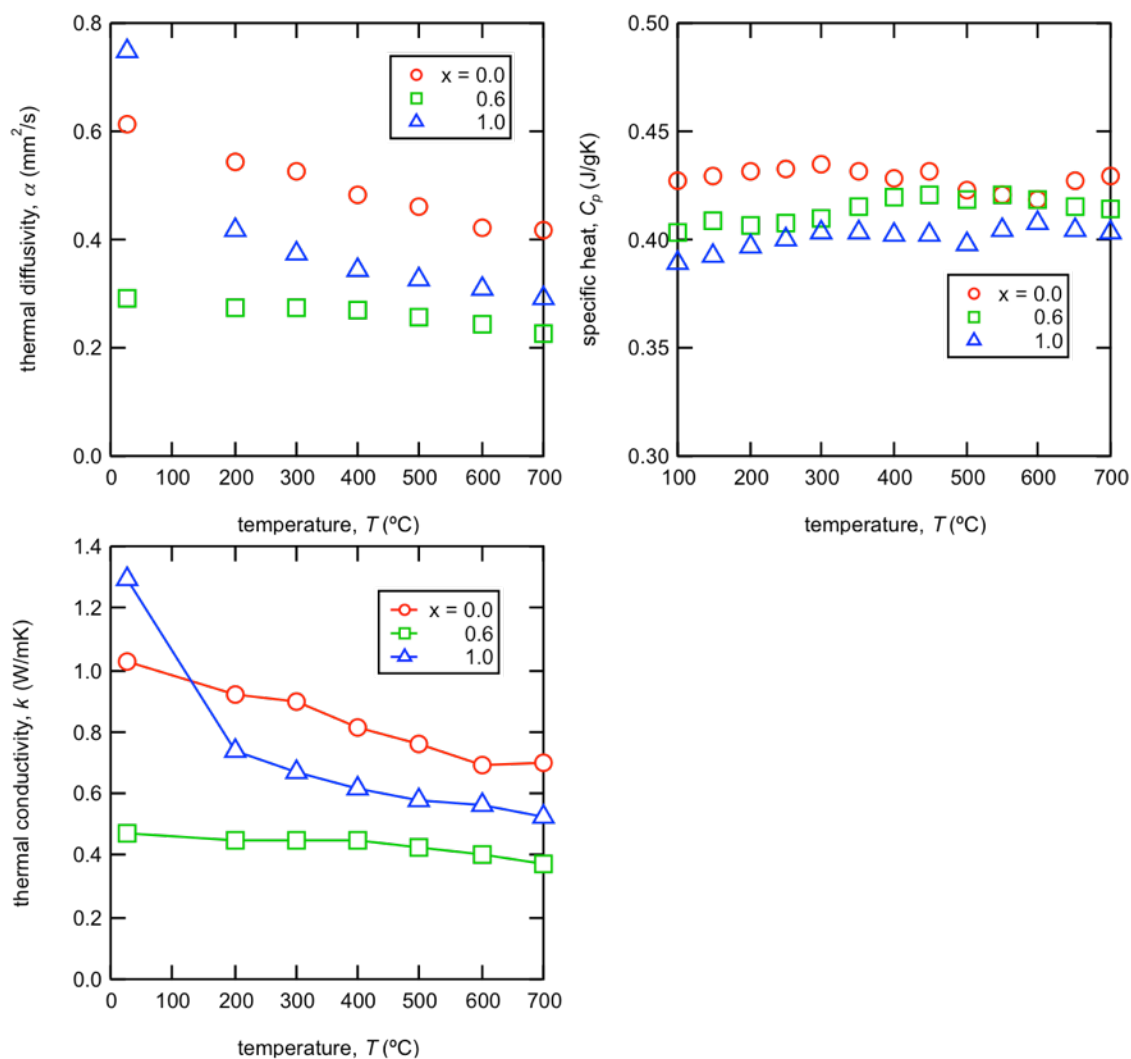 0.8
0.6
0.4
0.2
0.0
thermal diffusivity, α (mm²/s)
x = 0.0
0.6
1.0
0 100 200 300 400 500 600 700
temperature, T (ºC)
0.50
0.45
0.40
0.35
0.30
specific heat, Cₚ (J/gK)
x = 0.0
0.6
1.0
100 200 300 400 500 600 700
temperature, T (ºC)
1.4
1.2
1.0
0.8
0.6
0.4
0.2
0.0
thermal conductivity, k (W/mK)
x = 0.0
0.6
1.0
0 100 200 300 400 500 600 700
temperature, T (ºC)